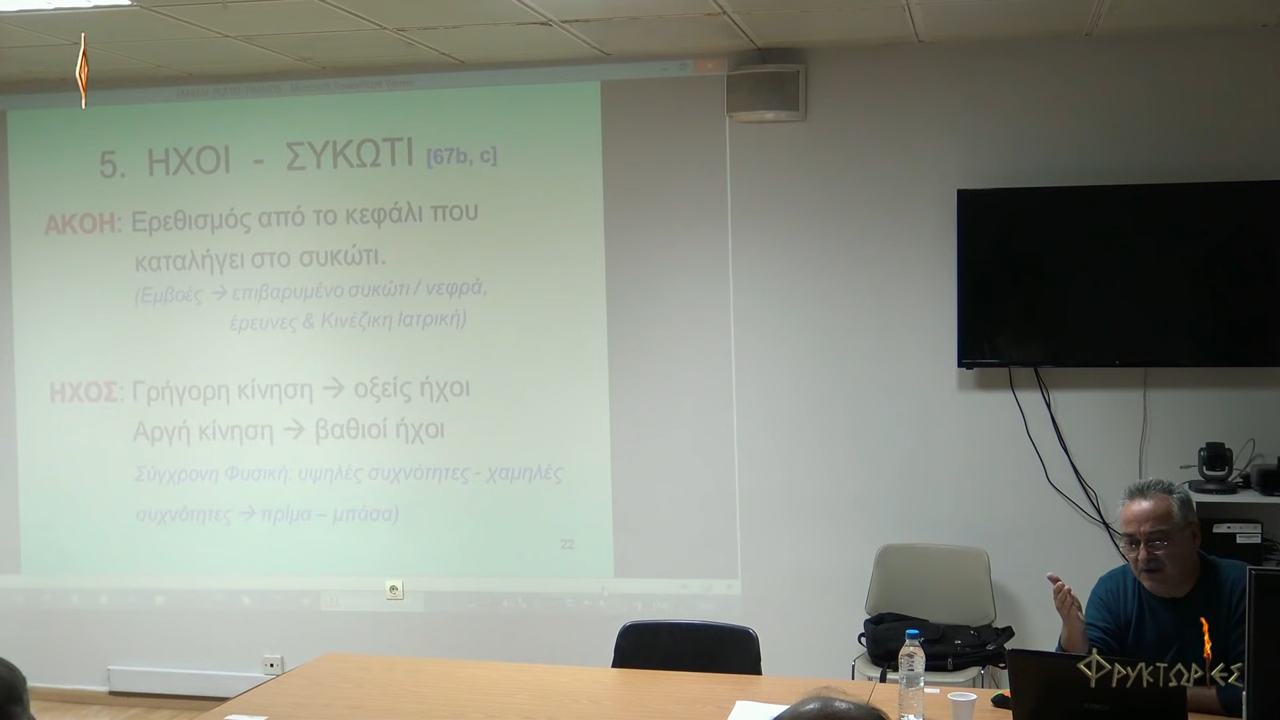 5. ΗΧΟΙ - ΣΥΚΩΤΙ [67b, c]
ΑΚΟΗ: Ερεθισμός από το κεφάλι που
καταλήγει στο συκώτι.
(Εμβοές → επιβαρυμένο συκώτι / νεφρά,
έρευνες & Κινέζικη Ιατρική)
ΗΧΟΣ: Γρήγορη κίνηση → οξείς ήχοι
Αργή κίνηση → βαθιοί ήχοι
Σύγχρονη Φυσική: υψηλές συχνότητες - χαμηλές
συχνότητες → πρίμα – μπάσα)
22
ΦΡΥΚΤΩΡΙΕΣ